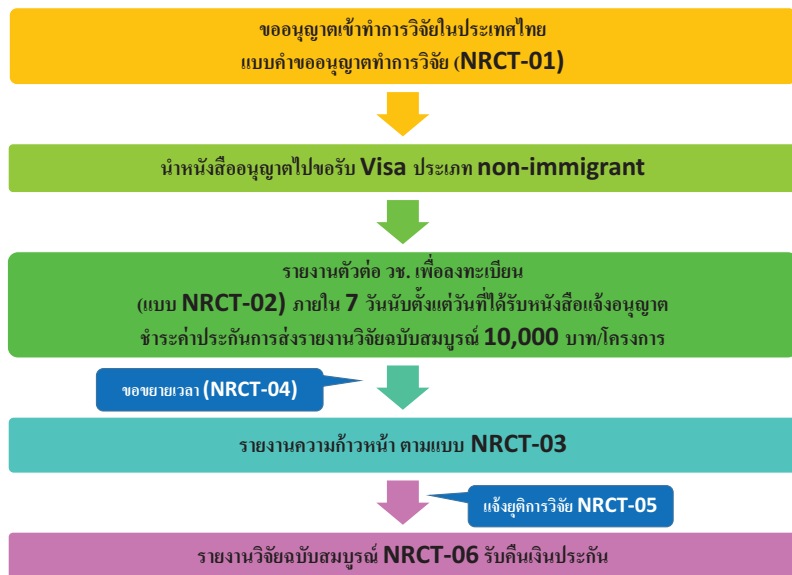 ขออนุญาตเข้าทำการวิจัยในประเทศไทย
แบบคำขออนุญาตทำการวิจัย (NRCT-01)
นำหนังสืออนุญาตไปขอรับ Visa ประเภท non-immigrant
รายงานตัวต่อ วช. เพื่อลงทะเบียน
(แบบ NRCT-02) ภายใน 7 วันนับตั้งแต่วันที่ได้รับหนังสือแจ้งอนุญาต
ชำระค่าประกันการส่งรายงานวิจัยฉบับสมบูรณ์ 10,000 บาท/โครงการ
ขอขยายเวลา (NRCT-04)
รายงานความก้าวหน้า ตามแบบ NRCT-03
แจ้งยุติการวิจัย NRCT-05
รายงานวิจัยฉบับสมบูรณ์ NRCT-06 รับคืนเงินประกัน